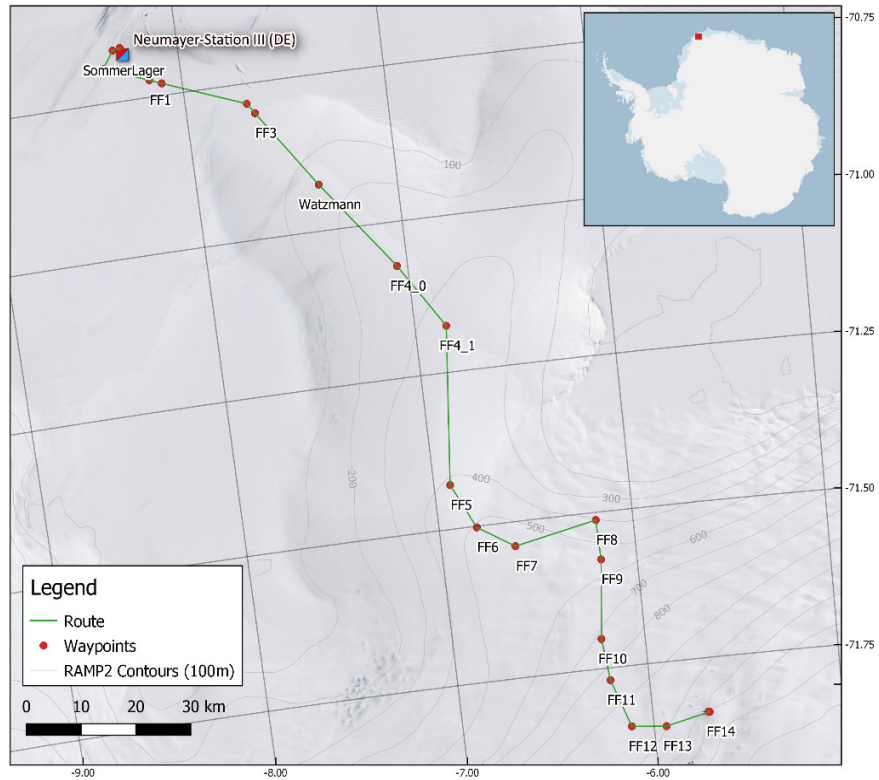 -70.75
Neumayer-Station III (DE)
SommerLager
FF1
FF3
100
-71.00
Watzmann
FF4_0
FF4_1
-71.25
200
400
300
-71.50
FF5
500
FF6
FF7
FF8
600
FF9
700
800
FF10
-71.75
FF11
FF12
FF13
FF14
Legend
Route
Waypoints
RAMP2 Contours (100m)
0 10 20 30 km
-9.00 -8.00 -7.00 -6.00